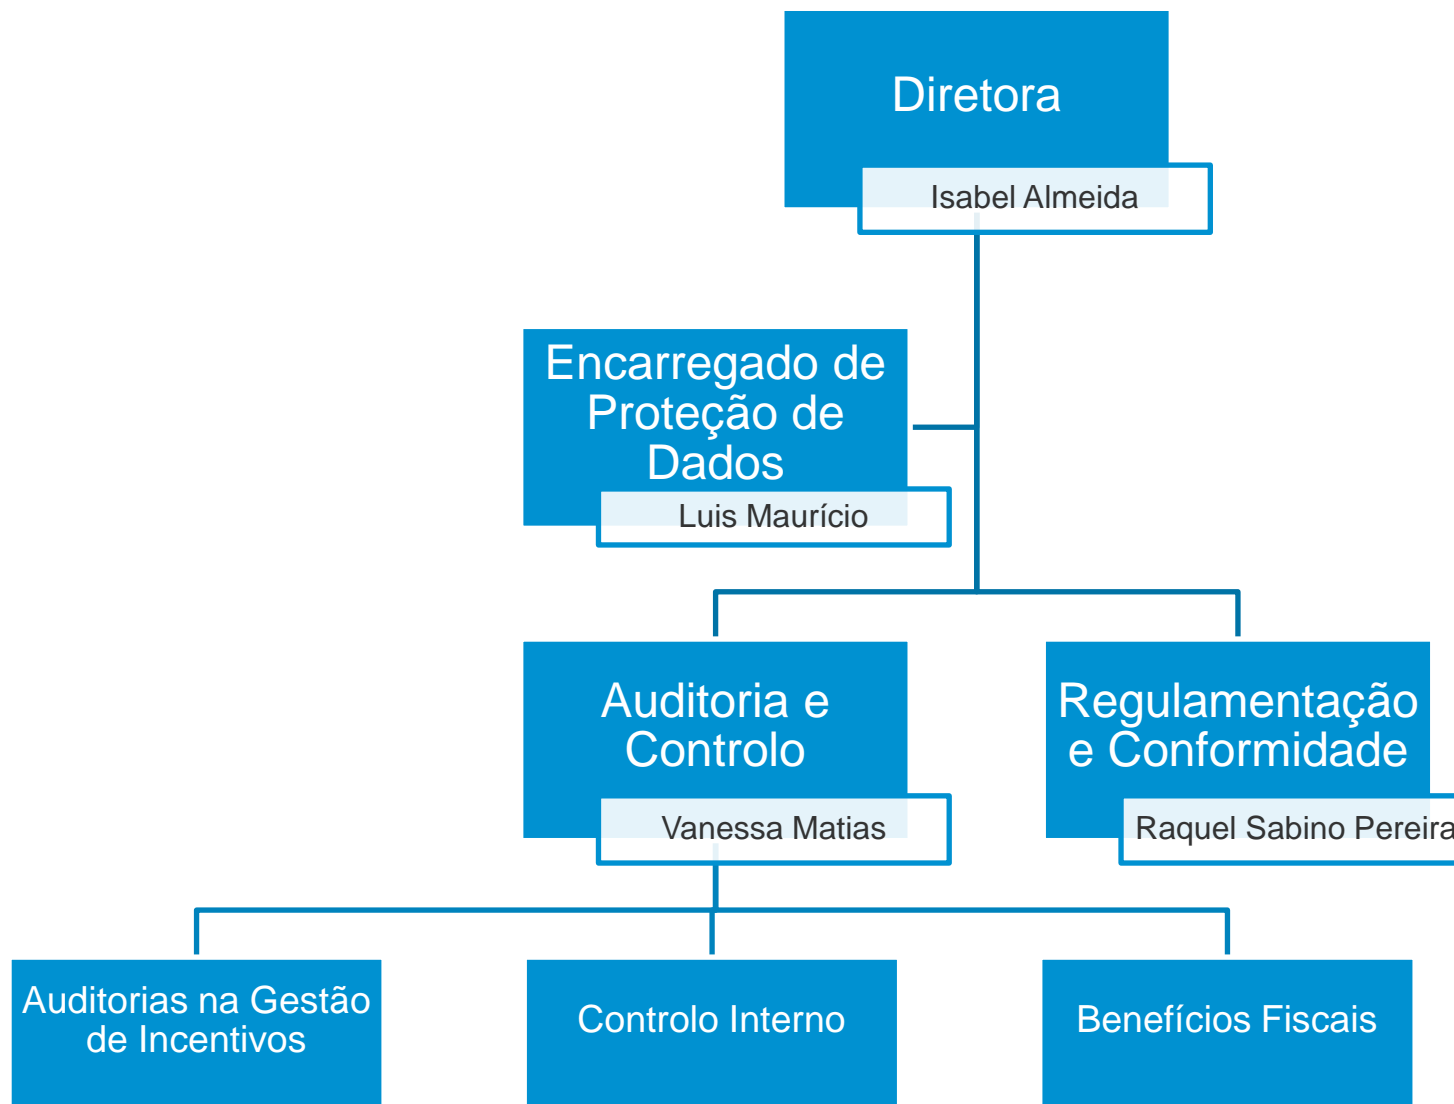 Diretora
Isabel Almeida
Encarregado de
Proteção de
Dados
Luis Maurício
Auditoria e
Controlo
Vanessa Matias
Regulamentação
e Conformidade
Raquel Sabino Pereira
Auditorias na Gestão
de Incentivos
Controlo Interno
Benefícios Fiscais